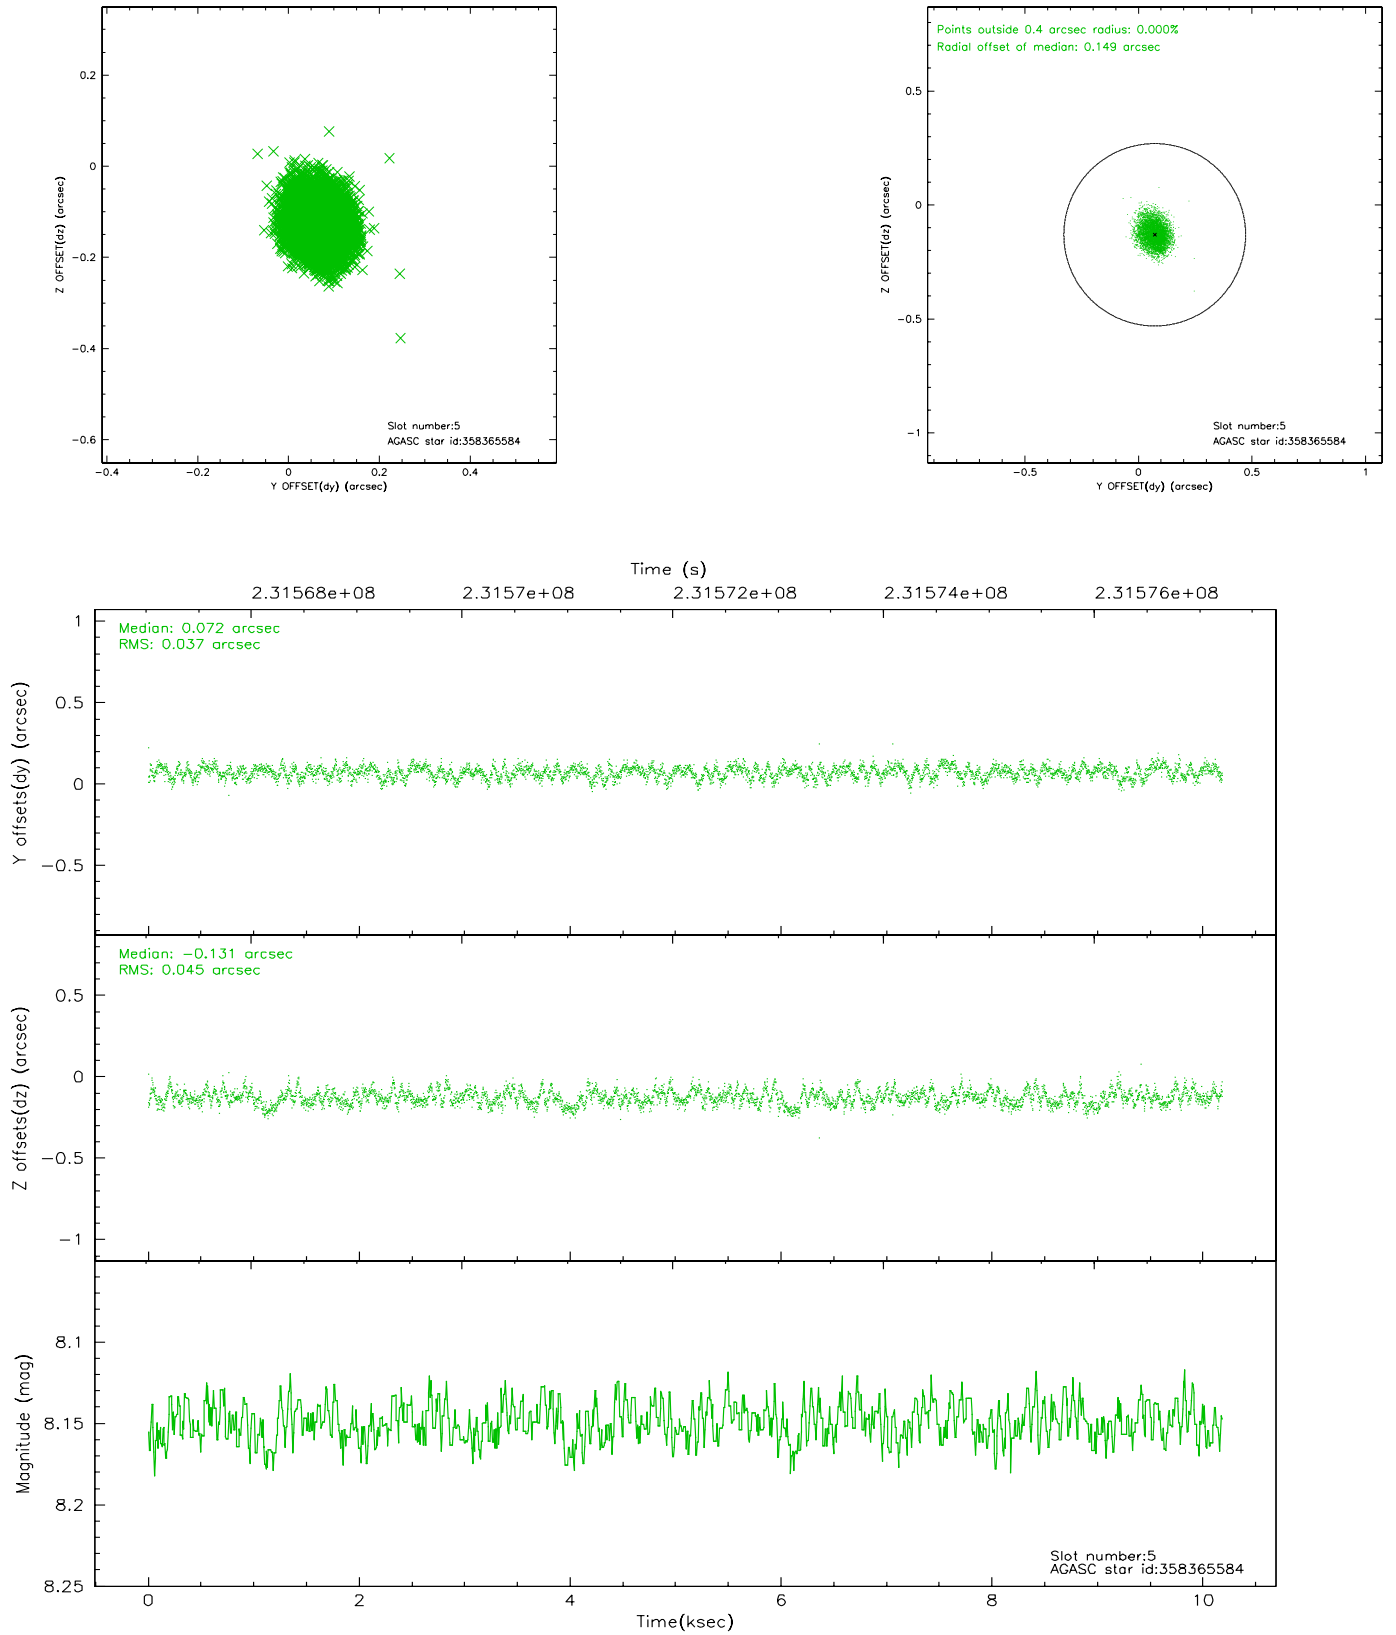 0.2
0
−0.2
−0.4
−0.6
Z OFFSET(dz) (arcsec)
Slot number:5
AGASC star id:358365584
−0.4
−0.2
0
0.2
0.4
Y OFFSET(dy) (arcsec)
Points outside 0.4 arcsec radius: 0.000%
Radial offset of median: 0.149 arcsec
0.5
0
−0.5
−1
Z OFFSET(dz) (arcsec)
Slot number:5
AGASC star id:358365584
−0.5
0
0.5
1
Y OFFSET(dy) (arcsec)
Time (s)
2.31568e+08
2.3157e+08
2.31572e+08
2.31574e+08
2.31576e+08
Median: 0.072 arcsec
RMS: 0.037 arcsec
1
0.5
0
−0.5
Y offsets(dy) (arcsec)
Median: −0.131 arcsec
RMS: 0.045 arcsec
0.5
0
−0.5
−1
Z offsets(dz) (arcsec)
8.1
8.15
8.2
8.25
Magnitude (mag)
Slot number:5
AGASC star id:358365584
0
2
4
6
8
10
Time(ksec)